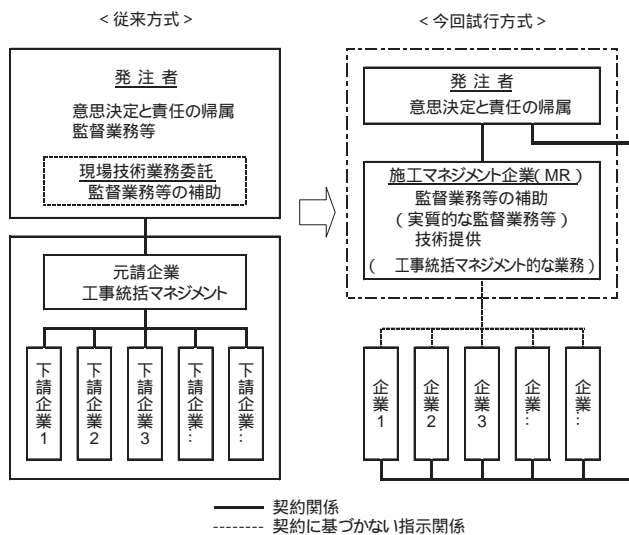 ＜従来方式＞
発 注 者
意思決定と責任の帰属
監督業務等
現場技術業務委託
監督業務等の補助
元請企業
工事統括マネジメント
下請企業1
下請企業2
下請企業3
下請企業…
下請企業…
＜今回試行方式＞
発 注 者
意思決定と責任の帰属
施工マネジメント企業(MR)
監督業務等の補助
(実質的な監督業務等)
技術提供
( 工事統括マネジメント的な業務)
企業1
企業2
企業3
企業…
企業…
契約関係
契約に基づかない指示関係